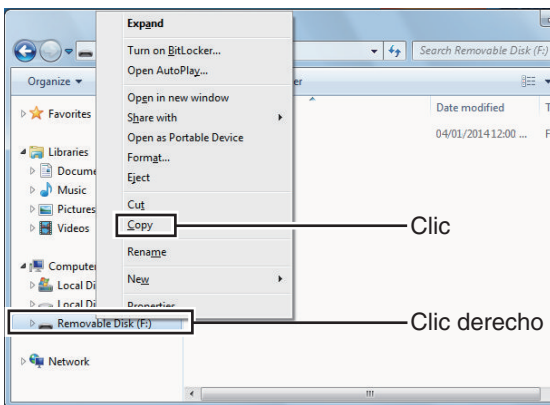 Expand
Turn on BitLocker...
Search Removable Disk (F:)
Open AutoPlay...
Organize
er
Open in new window
Date modified
Favorites
Share with
04/01/2014 12:00 ...
Open as Portable Device
Libraries
Format...
Docume
Eject
Music
Pictures
Cut
Videos
Copy
Clic
Rename
Computer
New
Local Di
Local Di
Properties
Removable Disk (F:)
Clic derecho
Network